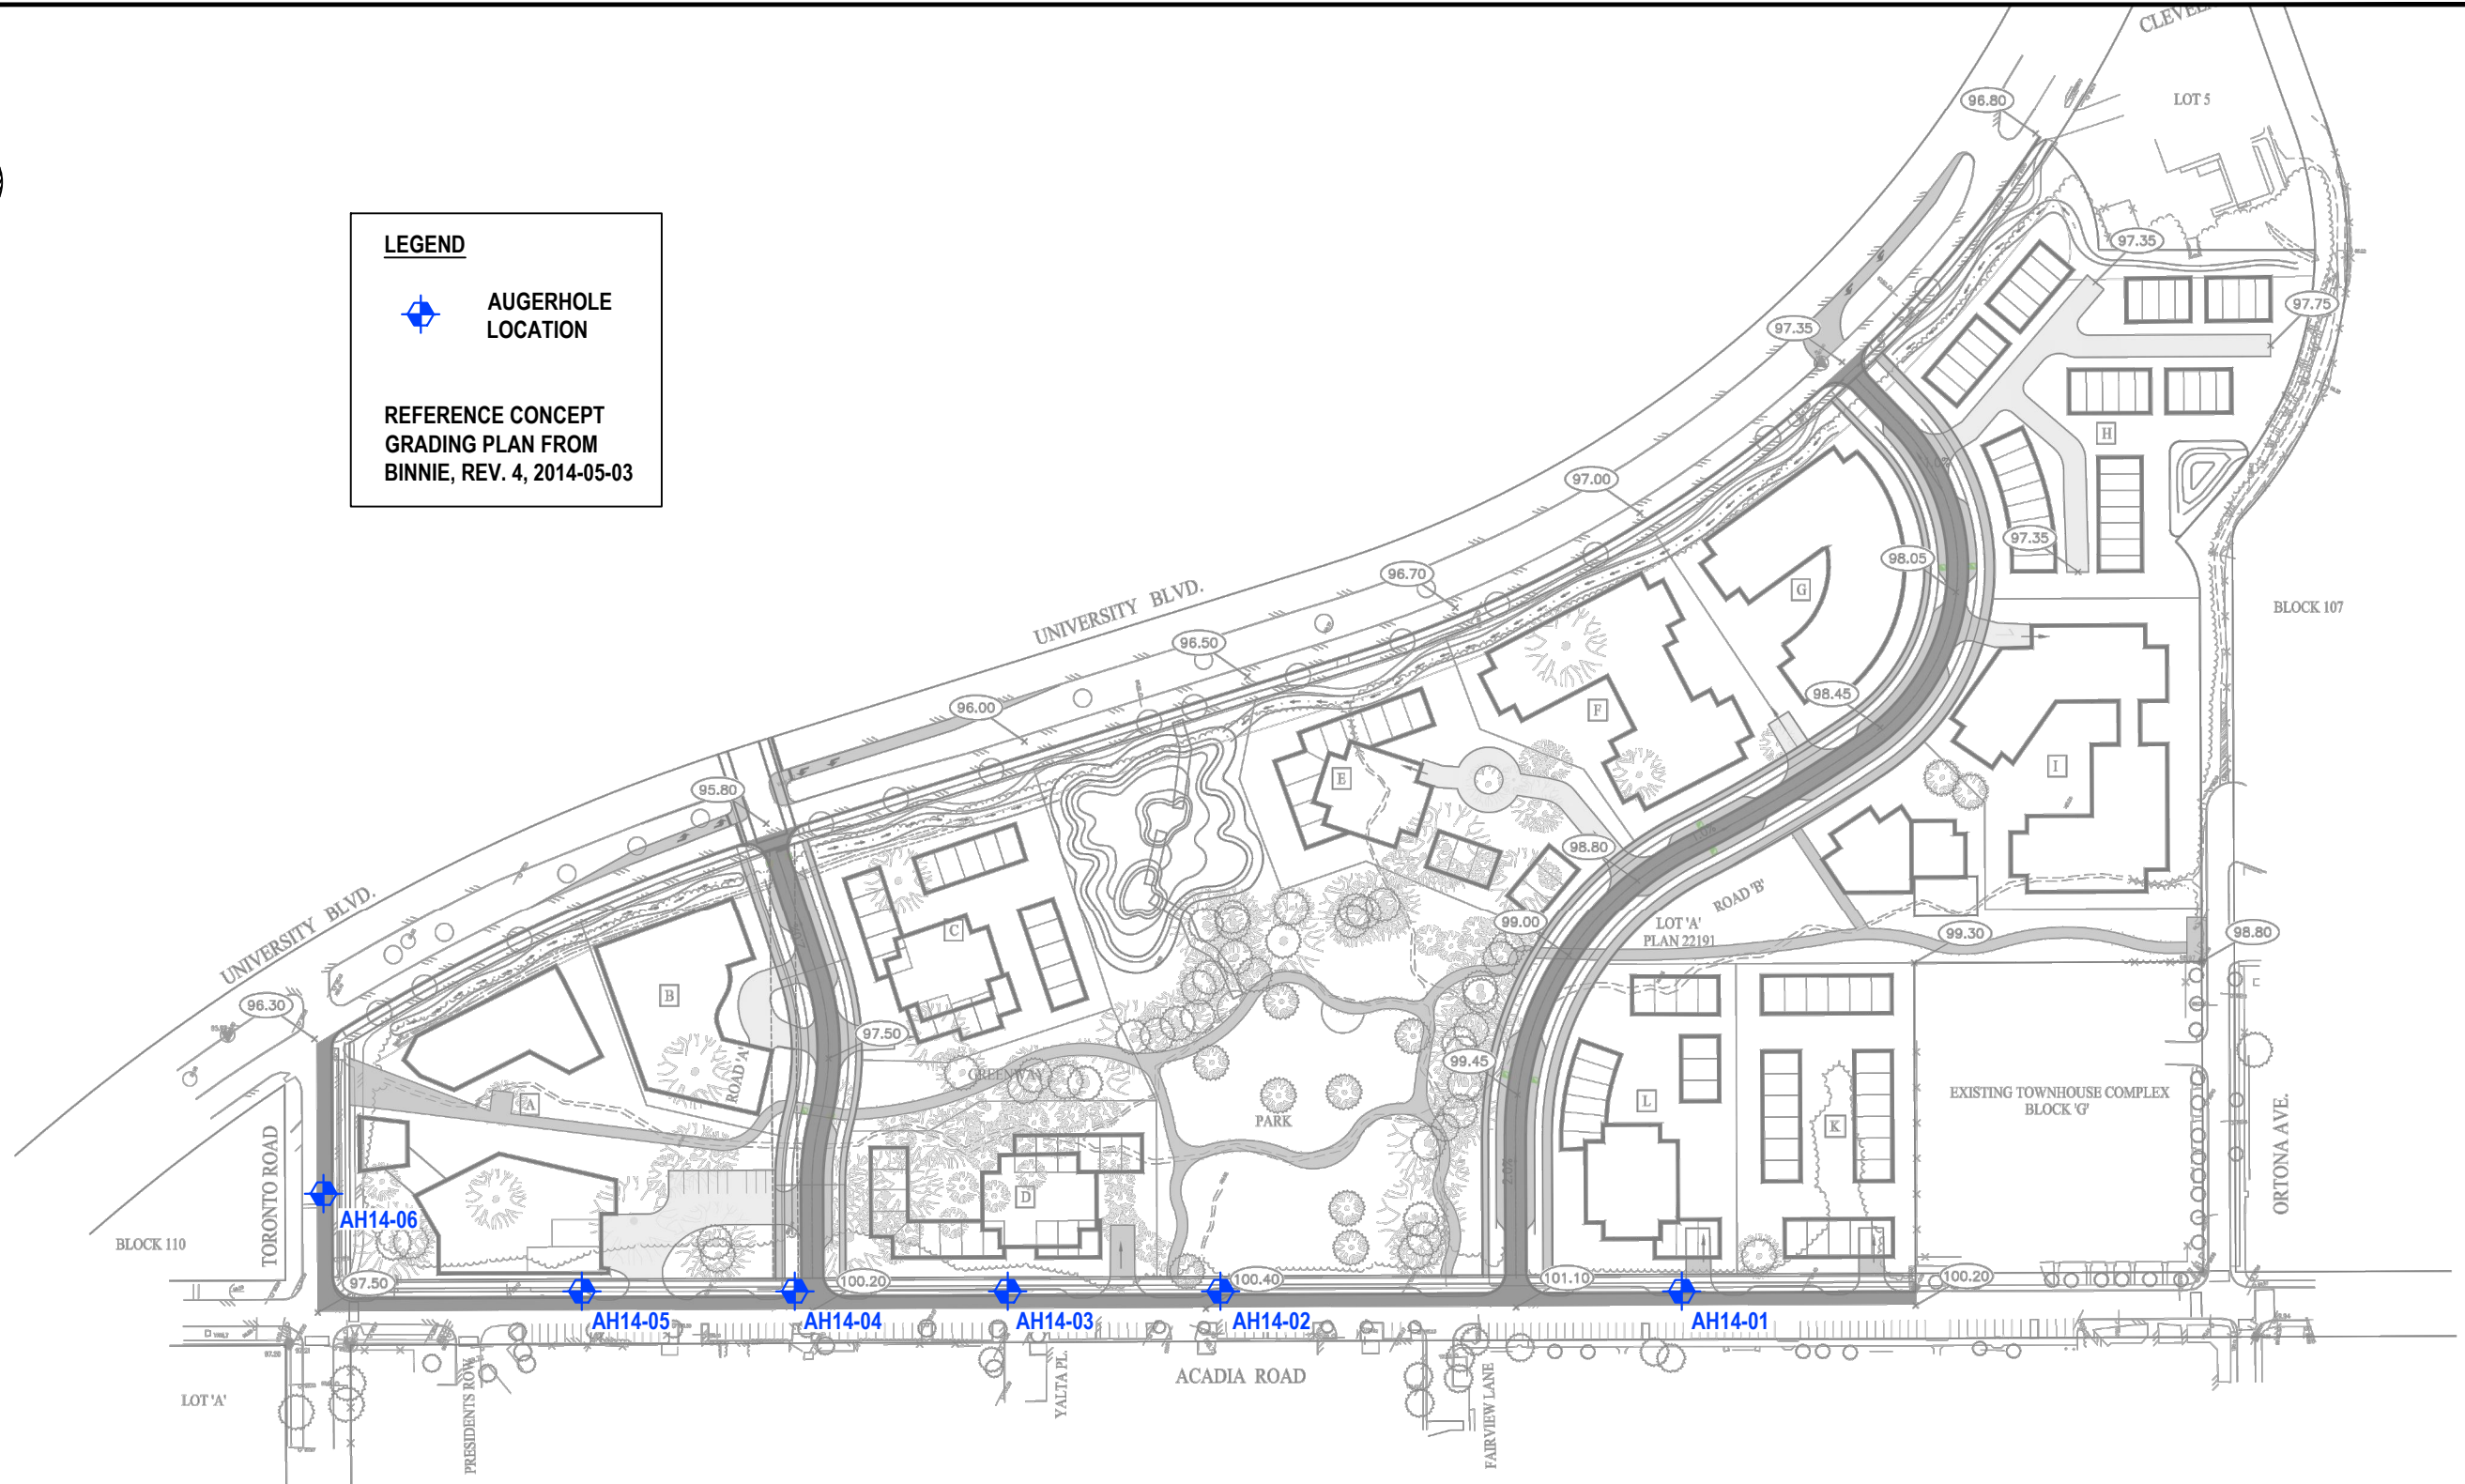 CLEVEL
LOT 5
96.80
LEGEND
AUGERHOLE
LOCATION
REFERENCE CONCEPT
GRADING PLAN FROM
BINNIE, REV. 4, 2014-05-03
97.35
97.75
97.35
H
97.00
97.35
98.05
96.70
G
BLOCK 107
UNIVERSITY BLVD.
96.50
98.45
96.00
F
E
I
95.80
98.80
ROAD 'B'
UNIVERSITY BLVD.
99.00
LOT 'A'
PLAN 22191
99.30
98.80
C
B
96.30
97.50
99.45
GREENWAY
ROAD 'A'
A
L
K
EXISTING TOWNHOUSE COMPLEX
BLOCK 'G'
PARK
ORTONA AVE.
TORONTO ROAD
2.0%
D
AH14-06
BLOCK 110
97.50
100.20
100.40
101.10
100.20
AH14-05
AH14-04
AH14-03
AH14-02
AH14-01
ACADIA ROAD
LOT 'A'
PRESIDENTS ROW
YALTA PL.
FAIRVIEW LANE